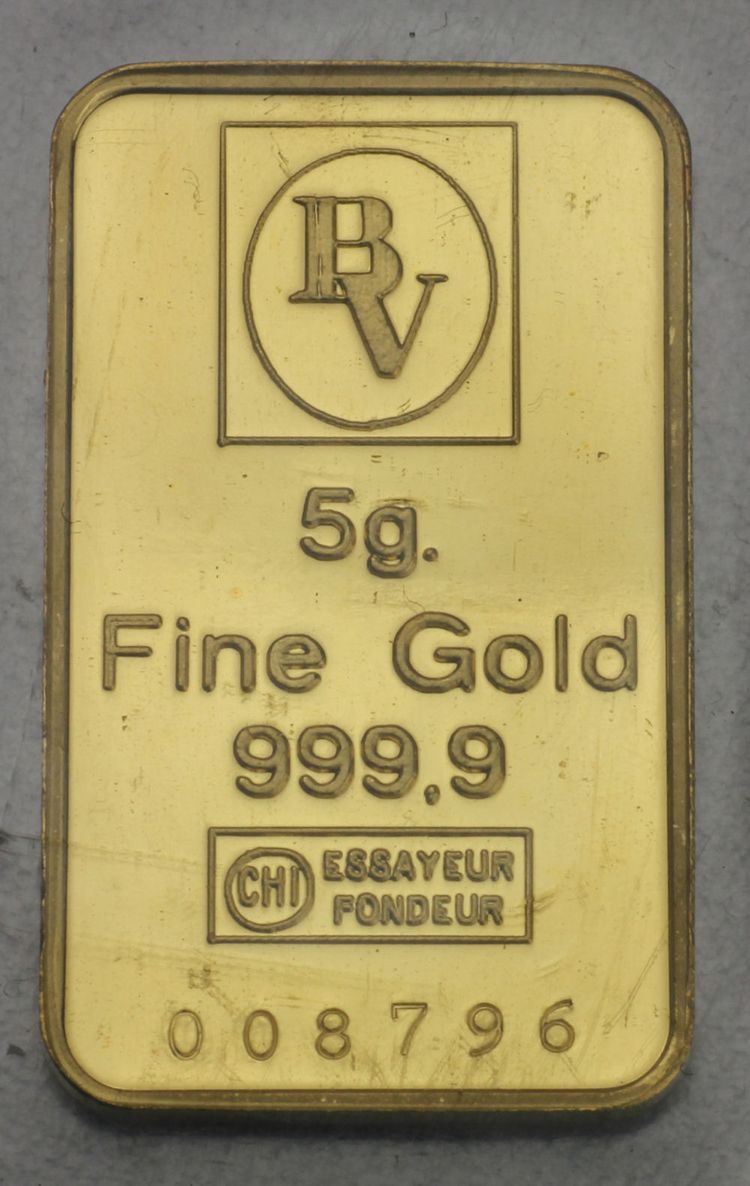 BV
5g.
Fine Gold
999,9
CHI ESSAYEUR
FONDEUR
008796